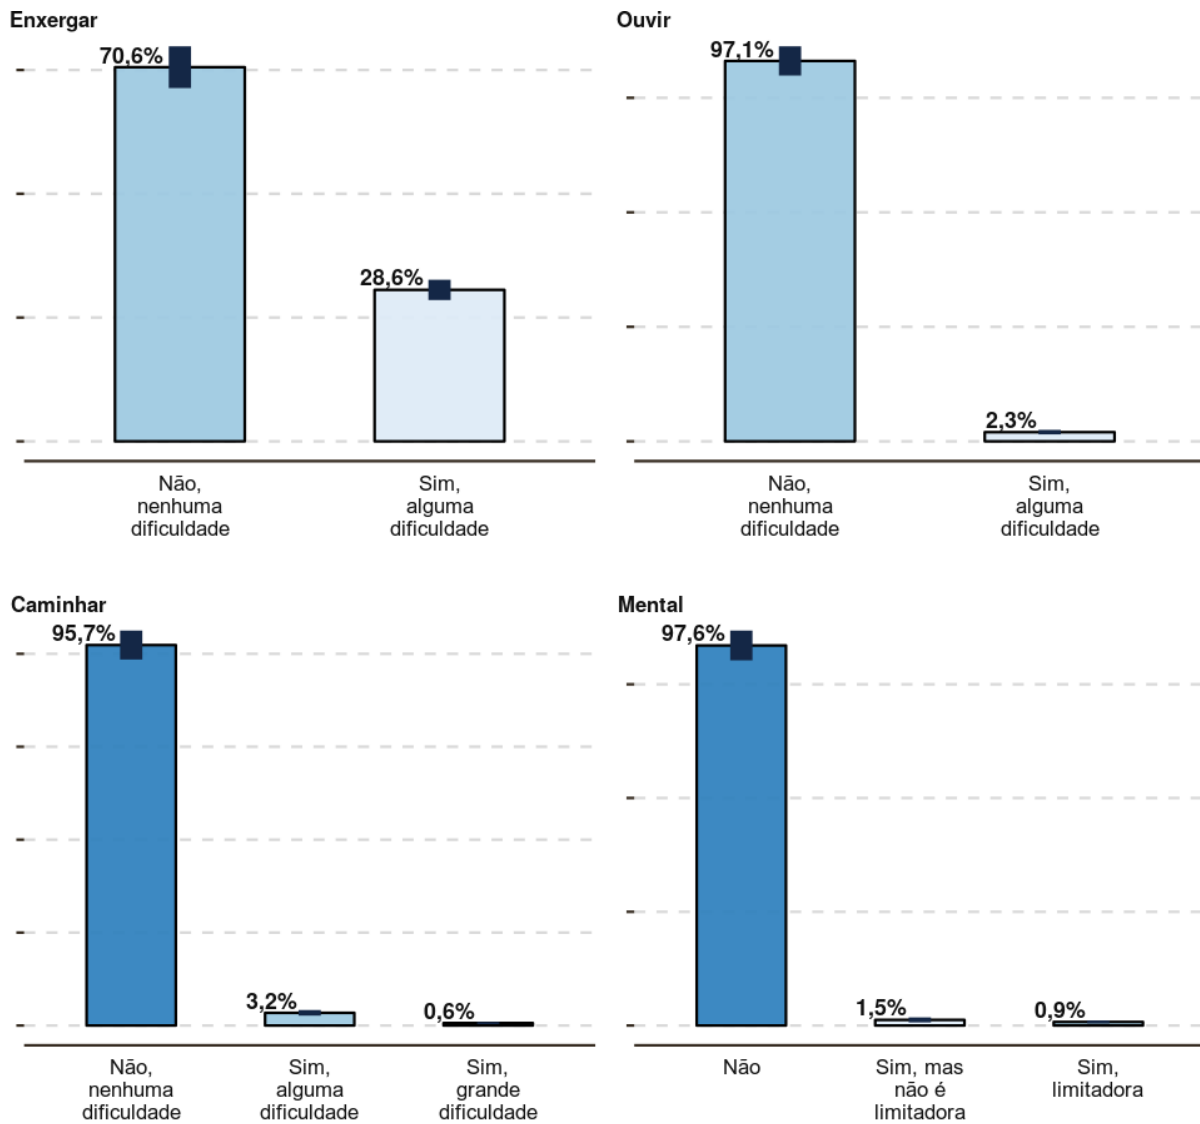 Enxergar
70,6%
28,6%
Não,
nenhuma
dificuldade
Sim,
alguma
dificuldade
Ouvir
97,1%
2,3%
Não,
nenhuma
dificuldade
Sim,
alguma
dificuldade
Caminhar
95,7%
3,2%
0,6%
Não,
nenhuma
dificuldade
Sim,
alguma
dificuldade
Sim,
grande
dificuldade
Mental
97,6%
1,5%
0,9%
Não
Sim, mas
não é
limitadora
Sim,
limitadora